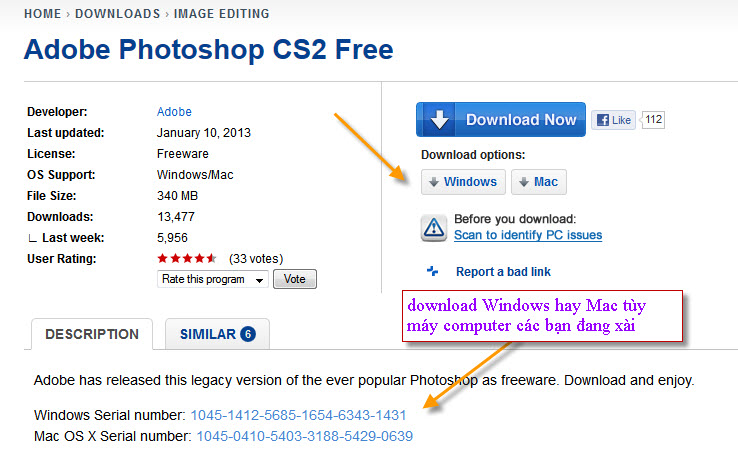 HOME › DOWNLOADS › IMAGE EDITING
Adobe Photoshop CS2 Free
Developer: Adobe
Last updated: January 10, 2013
License: Freeware
OS Support: Windows/Mac
File Size: 340 MB
Downloads: 13,477
∟ Last week: 5,956
User Rating: (33 votes)
Rate this program Vote
Download Now
Like 112
Download options:
Windows Mac
Before you download:
Scan to identify PC issues
Report a bad link
download Windows hay Mac tùy
máy computer các bạn đang xài
DESCRIPTION SIMILAR 6
Adobe has released this legacy version of the ever popular Photoshop as freeware. Download and enjoy.
Windows Serial number: 1045-1412-5685-1654-6343-1431
Mac OS X Serial number: 1045-0410-5403-3188-5429-0639